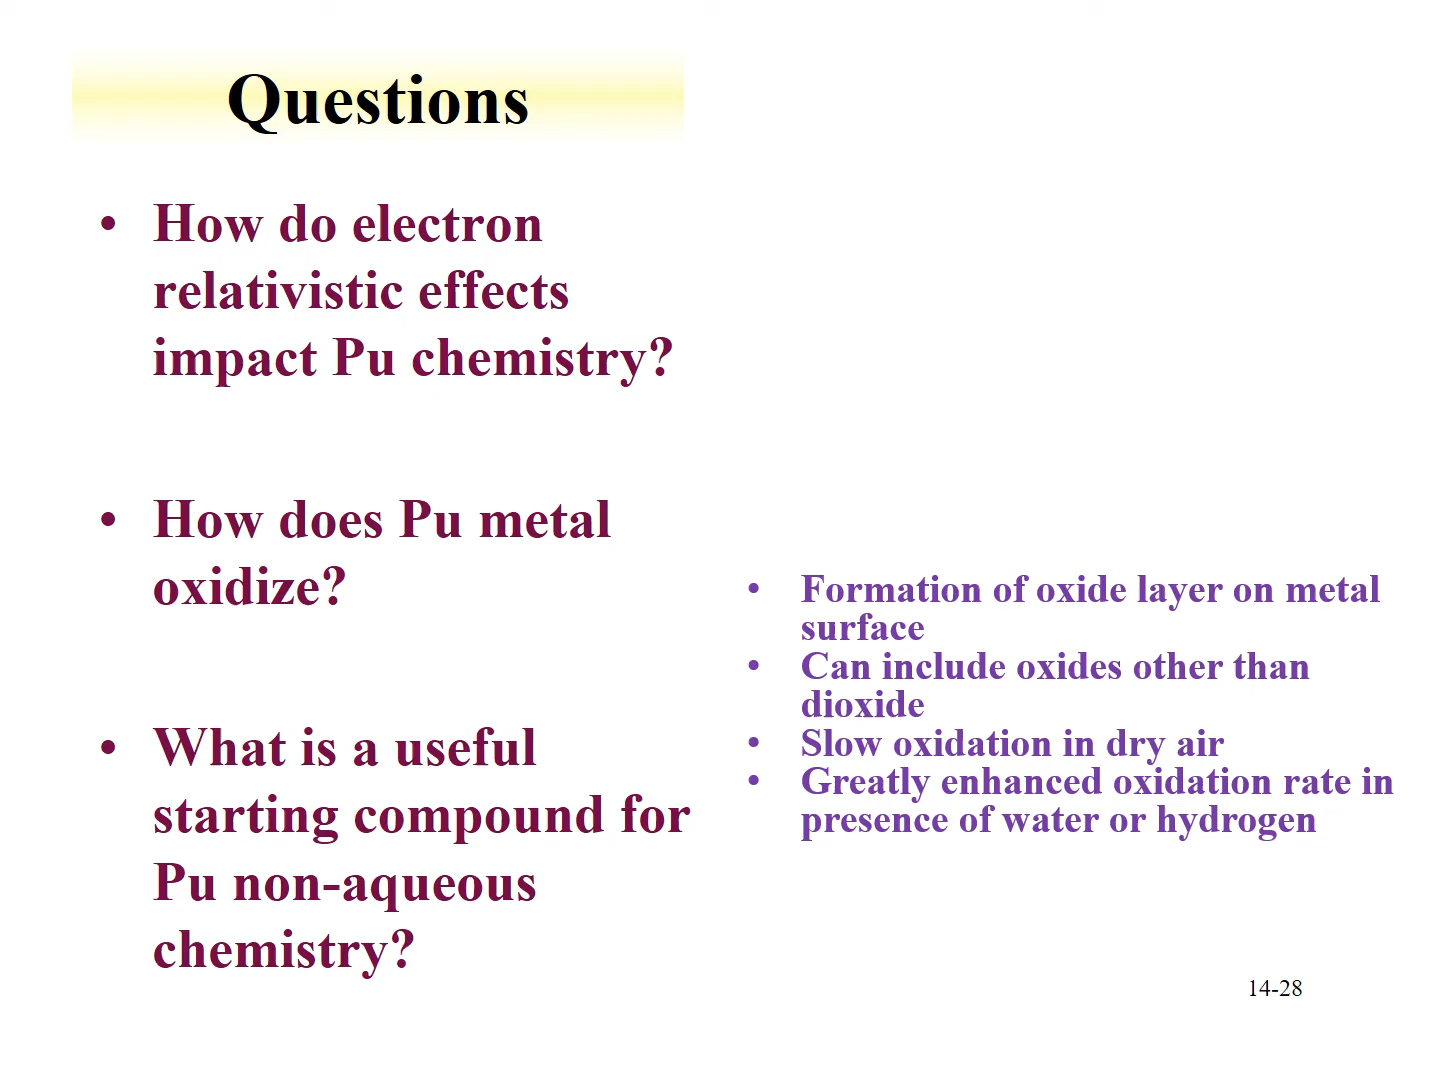 Questions
• How do electron
relativistic effects
impact Pu chemistry?
• How does Pu metal
oxidize?
• What is a useful
starting compound for
Pu non-aqueous
chemistry?
• Formation of oxide layer on metal
surface
• Can include oxides other than
dioxide
• Slow oxidation in dry air
• Greatly enhanced oxidation rate in
presence of water or hydrogen
14-28